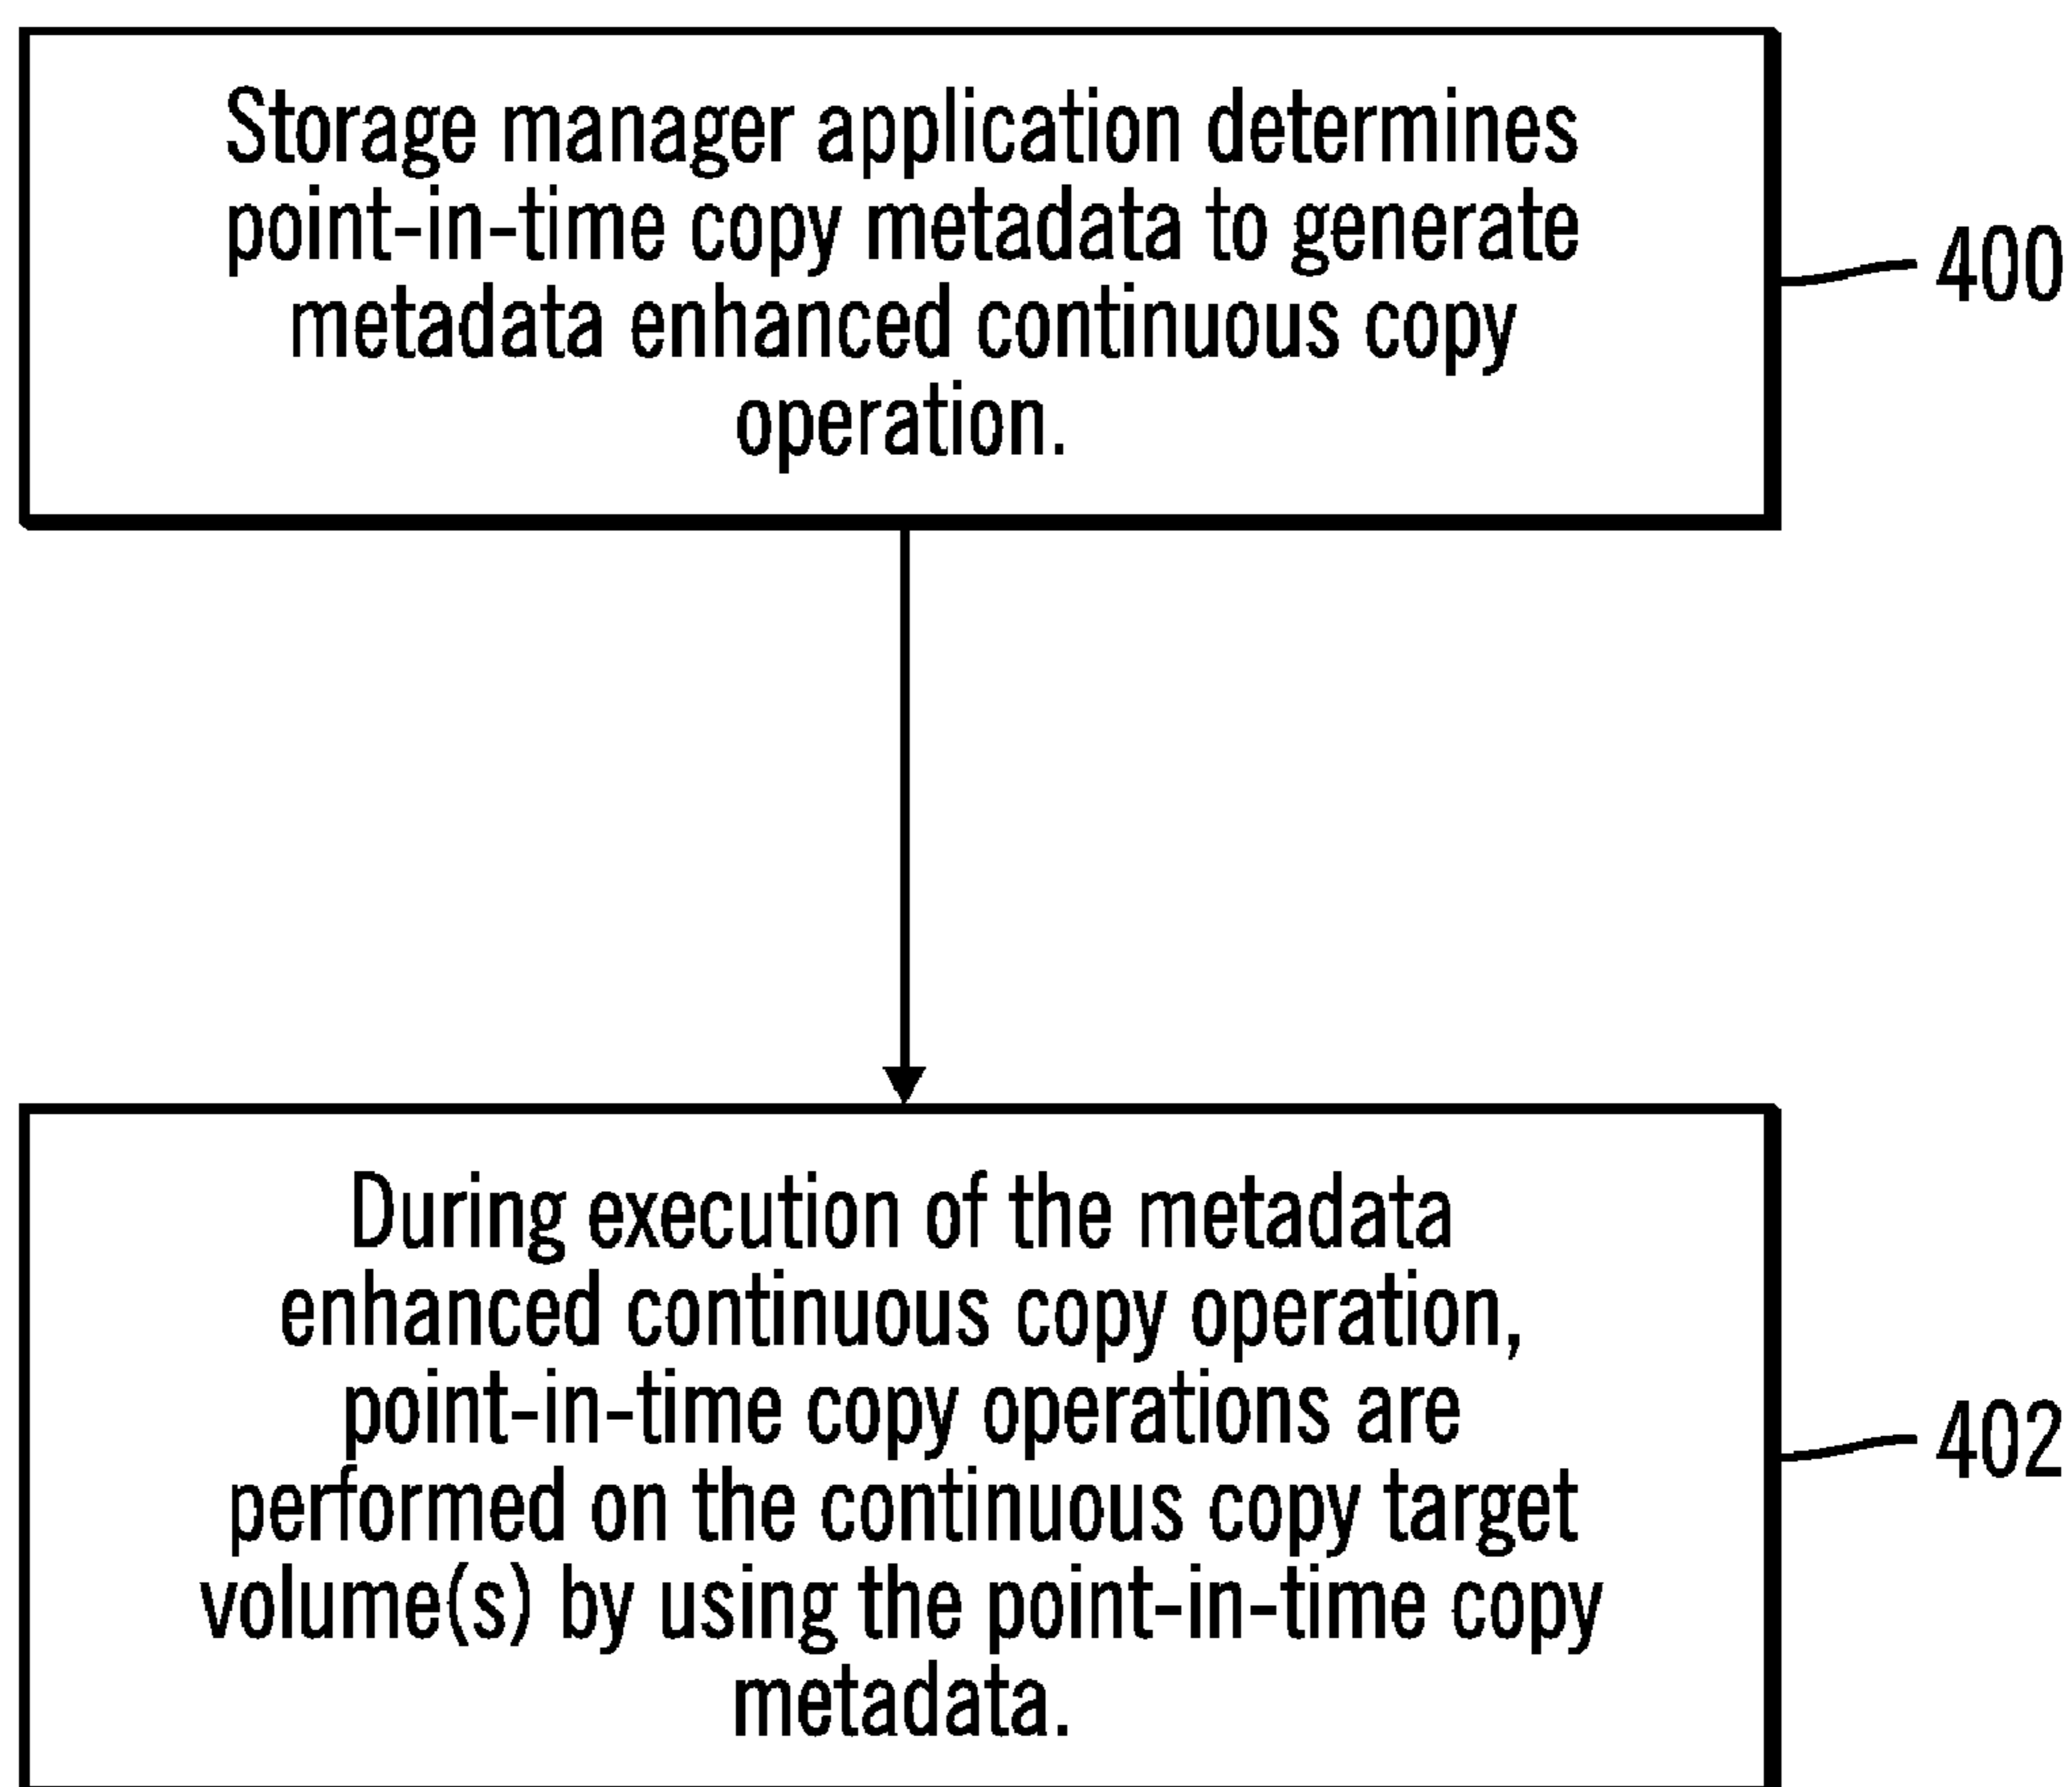 Storage manager application determines
point-in-time copy metadata to generate
metadata enhanced continuous copy
operation.
400
During execution of the metadata
enhanced continuous copy operation,
point-in-time copy operations are
performed on the continuous copy target
volume(s) by using the point-in-time copy
metadata.
402